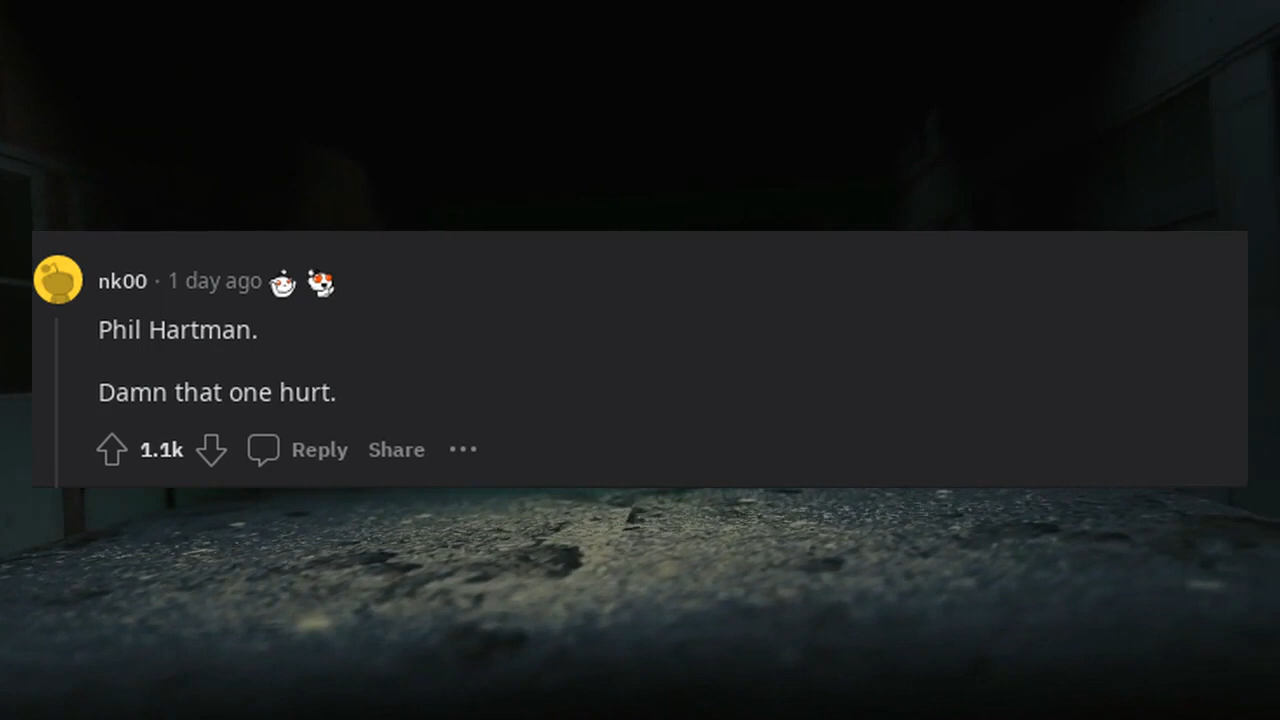 nk00 · 1 day ago
Phil Hartman.
Damn that one hurt.
1.1k Reply Share ···